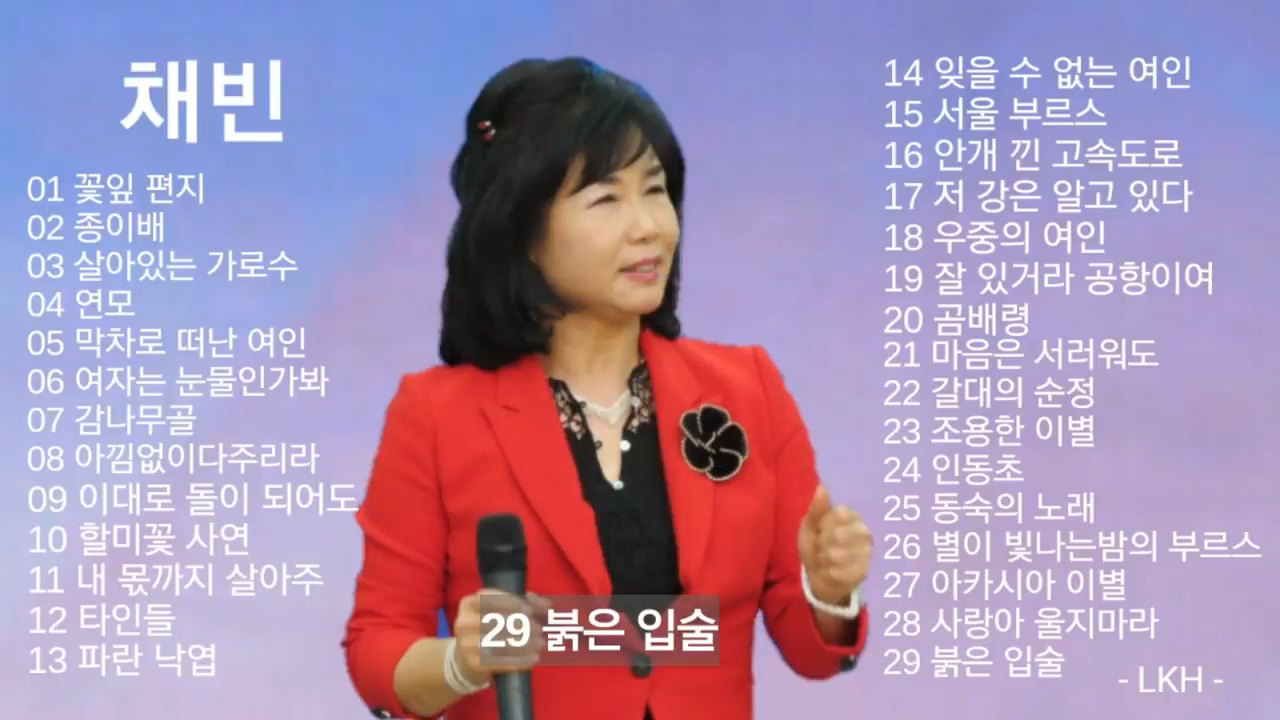 채빈
01 꽃잎 편지
02 종이배
03 살아있는 가로수
04 연모
05 막차로 떠난 여인
06 여자는 눈물인가봐
07 감나무골
08 아낌없이다주리라
09 이대로 돌이 되어도
10 할미꽃 사연
11 내 몫까지 살아주
12 타인들
13 파란 낙엽
14 잊을 수 없는 여인
15 서울 부르스
16 안개 낀 고속도로
17 저 강은 알고 있다
18 우중의 여인
19 잘 있거라 공항이여
20 곰배령
21 마음은 서러워도
22 갈대의 순정
23 조용한 이별
24 인동초
25 동숙의 노래
26 별이 빛나는밤의 부르스
27 아카시아 이별
28 사랑아 울지마라
29 붉은 입술
29 붉은 입술
- LKH -